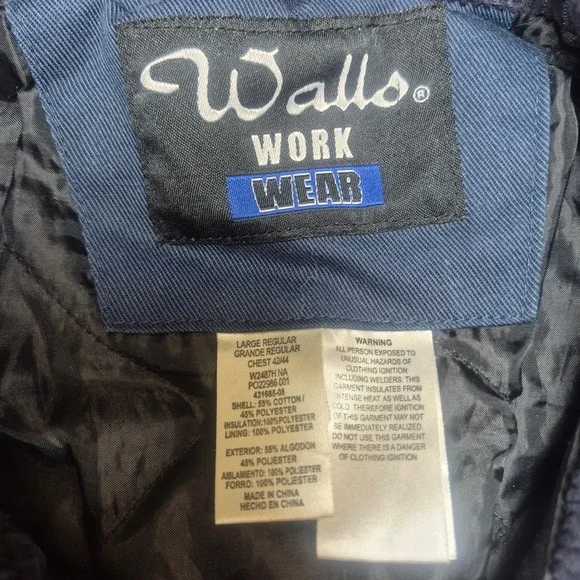 Walls®
WORK
WEAR
LARGE REGULAR
GRANDE REGULAR
CHEST 42/44
W2497H NA
PO22986 001
431685-08
SHELL: 55% COTTON /
45% POLYESTER
INSULATION:100%POLYESTER
LINING: 100% POLYESTER
EXTERIOR: 55% ALGODON
45% POLIESTER
AISLAMIENTO: 100% POLIESTER
FORRO: 100% POLIESTER
MADE IN CHINA
HECHO EN CHINA
WARNING
ALL PERSON EXPOSED TO
UNUSUAL HAZARDS OF
CLOTHING IGNITION
INCLUDING WELDERS: THIS
GARMENT INSULATES FROM
INTENSE HEAT AS WELL AS
COLD. THEREFORE IGNITION
OF THIS GARMENT MAY NOT
BE IMMEDIATELY REALIZED.
DO NOT USE THIS GARMENT
WHERE THERE IS A DANGER
OF CLOTHING IGNITION